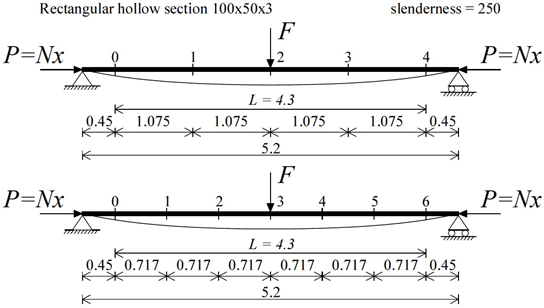 Rectangular hollow section 100x50x3 slenderness = 250
F
P=Nx 0 1 2 3 4 P=Nx
L = 4.3
0.45 1.075 1.075 1.075 1.075 0.45
5.2
F
P=Nx 0 1 2 3 4 5 6 P=Nx
L = 4.3
0.45 0.717 0.717 0.717 0.717 0.717 0.717 0.45
5.2